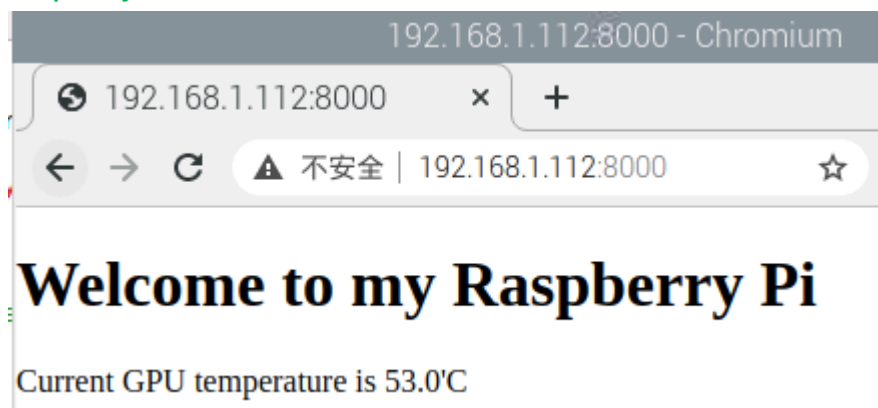 192.168.1.112:8000 - Chromium
192.168.1.112:8000
不安全 192.168.1.112:8000
Welcome to my Raspberry Pi
Current GPU temperature is 53.0'C